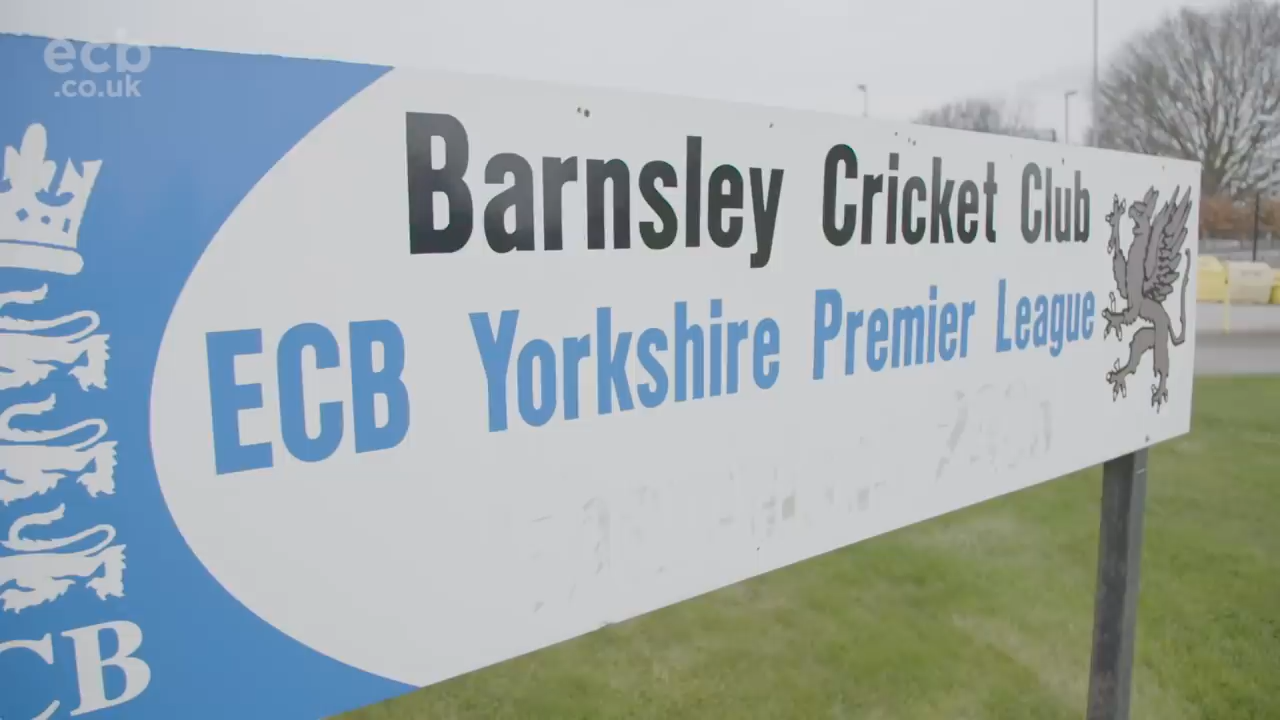 ecb
.co.uk
Barnsley Cricket Club
ECB Yorkshire Premier League
CB